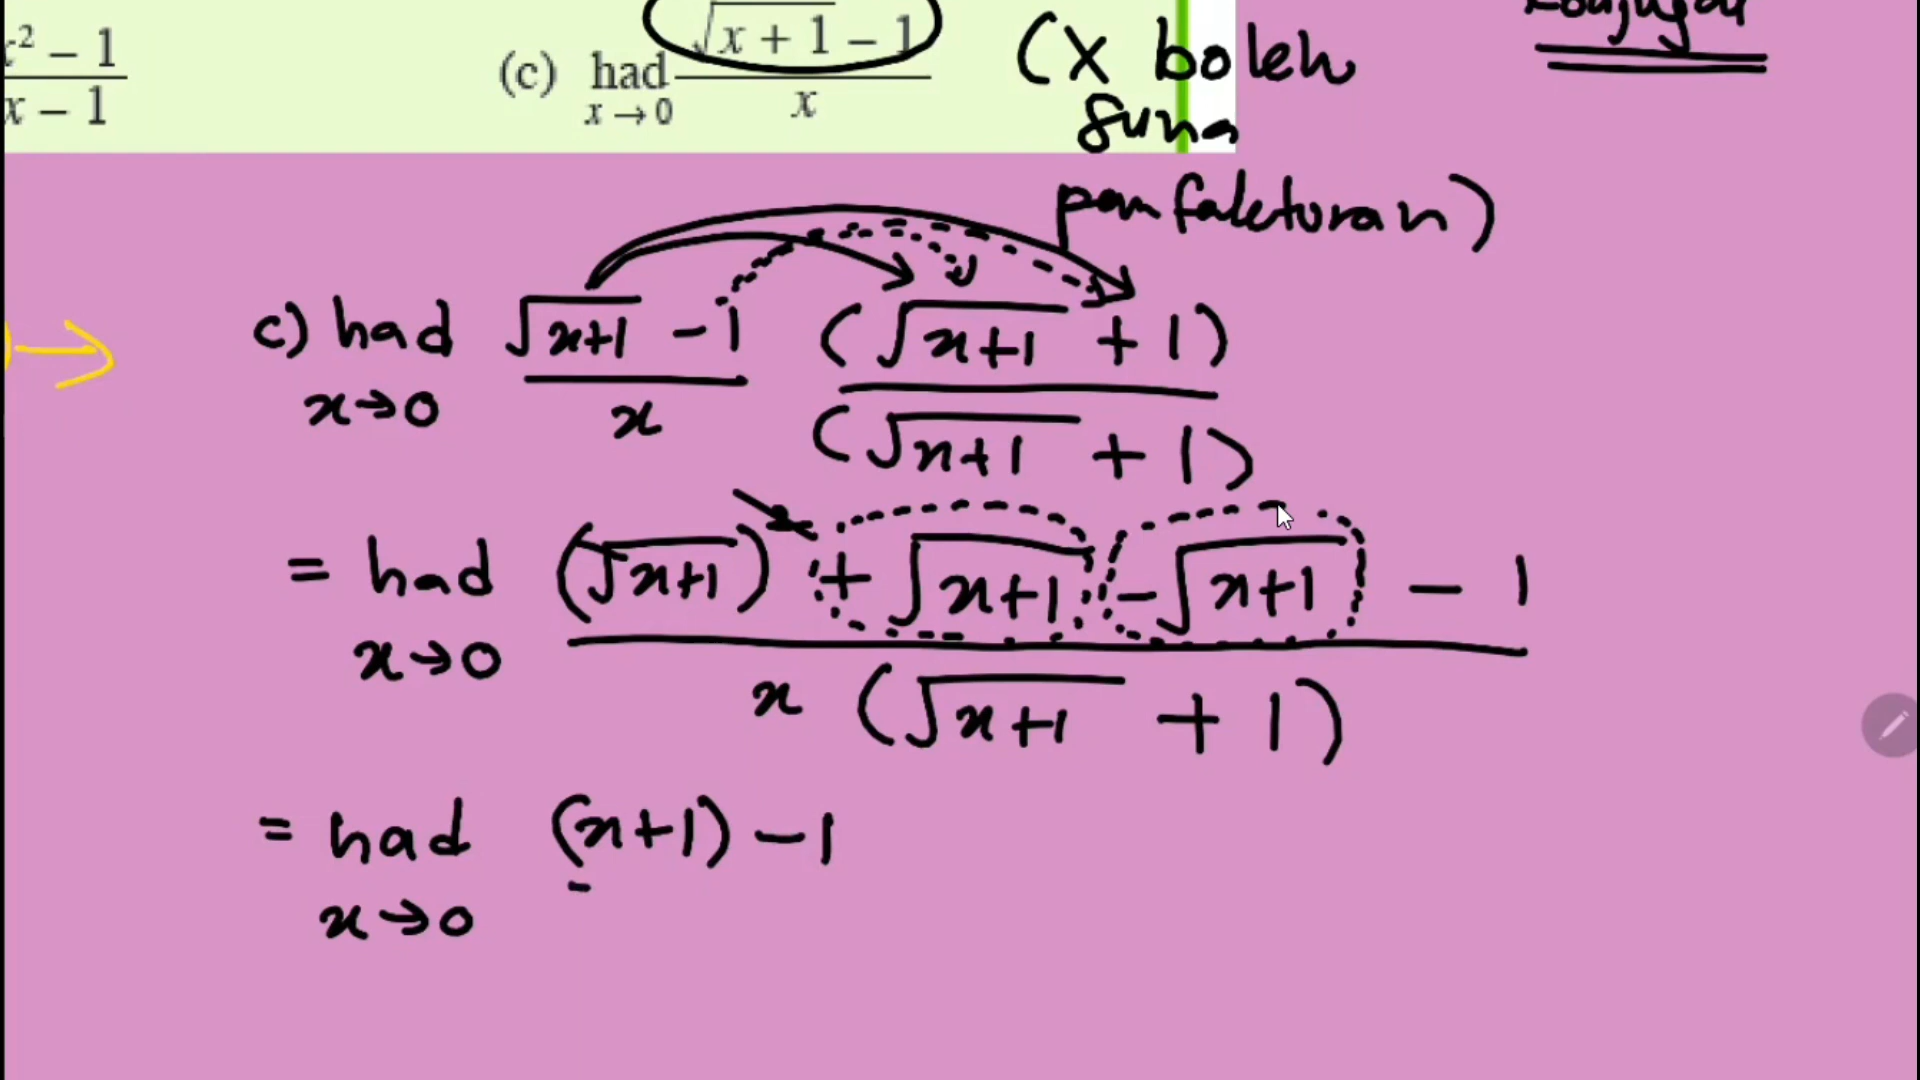 x² − 1
x − 1
(c) had x→0 √(x + 1) − 1
x
(X boleh
guna
pemfakturan)
c) had √(x+1) − 1 (√(x+1) + 1)
x→0 x (√(x+1) + 1)
= had (√(x+1))² + √(x+1) − √(x+1) − 1
x→0 x (√(x+1) + 1)
= had (x+1) − 1
x→0